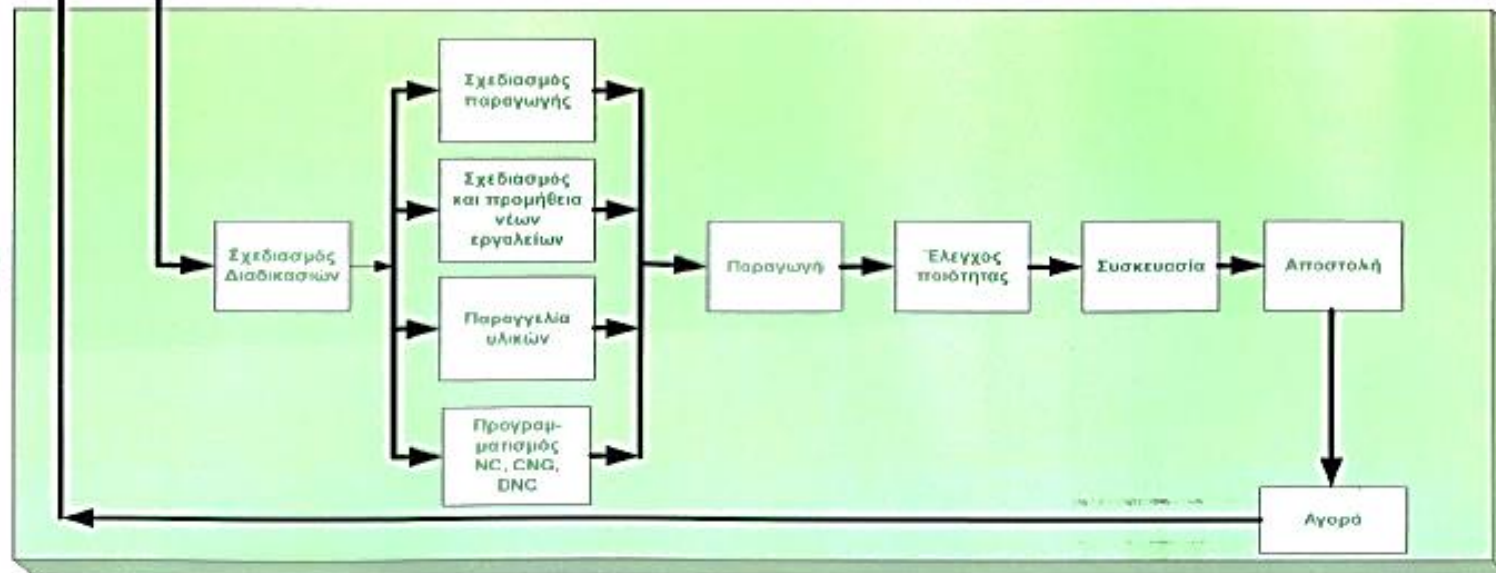 Σχεδιασμός
παραγωγής
Σχεδιασμός
και προμήθεια
νέων
εργαλείων
Σχεδιασμός
Διαδικασιών
Παραγωγή
Έλεγχος
ποιότητας
Συσκευασία
Αποστολή
Παραγγελία
υλικών
Προγραμ-
ματισμός
NC, CNG,
DNC
Αγορά